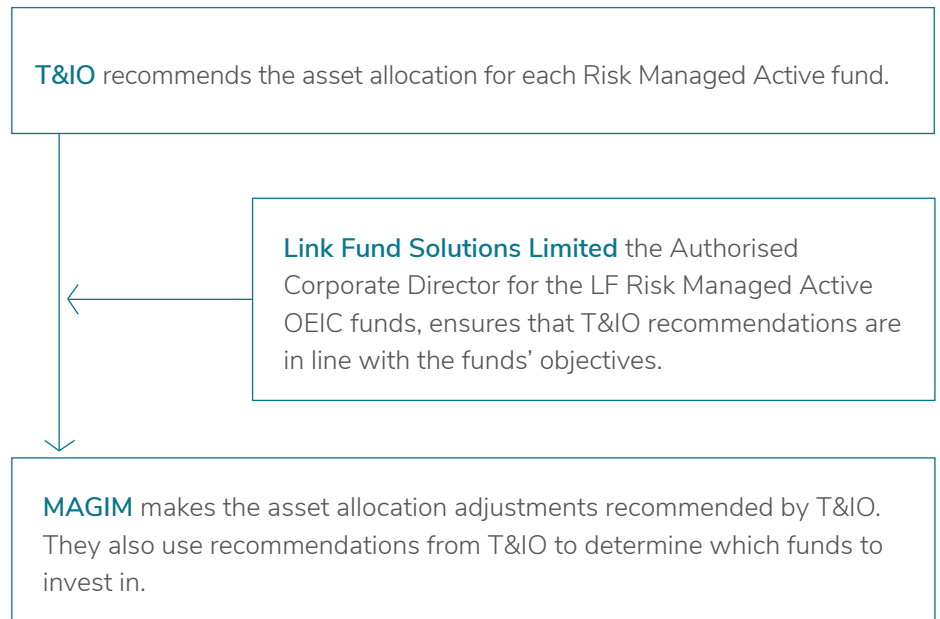 T&IO recommends the asset allocation for each Risk Managed Active fund.
Link Fund Solutions Limited the Authorised
Corporate Director for the LF Risk Managed Active
OEIC funds, ensures that T&IO recommendations are
in line with the funds’ objectives.
MAGIM makes the asset allocation adjustments recommended by T&IO.
They also use recommendations from T&IO to determine which funds to
invest in.